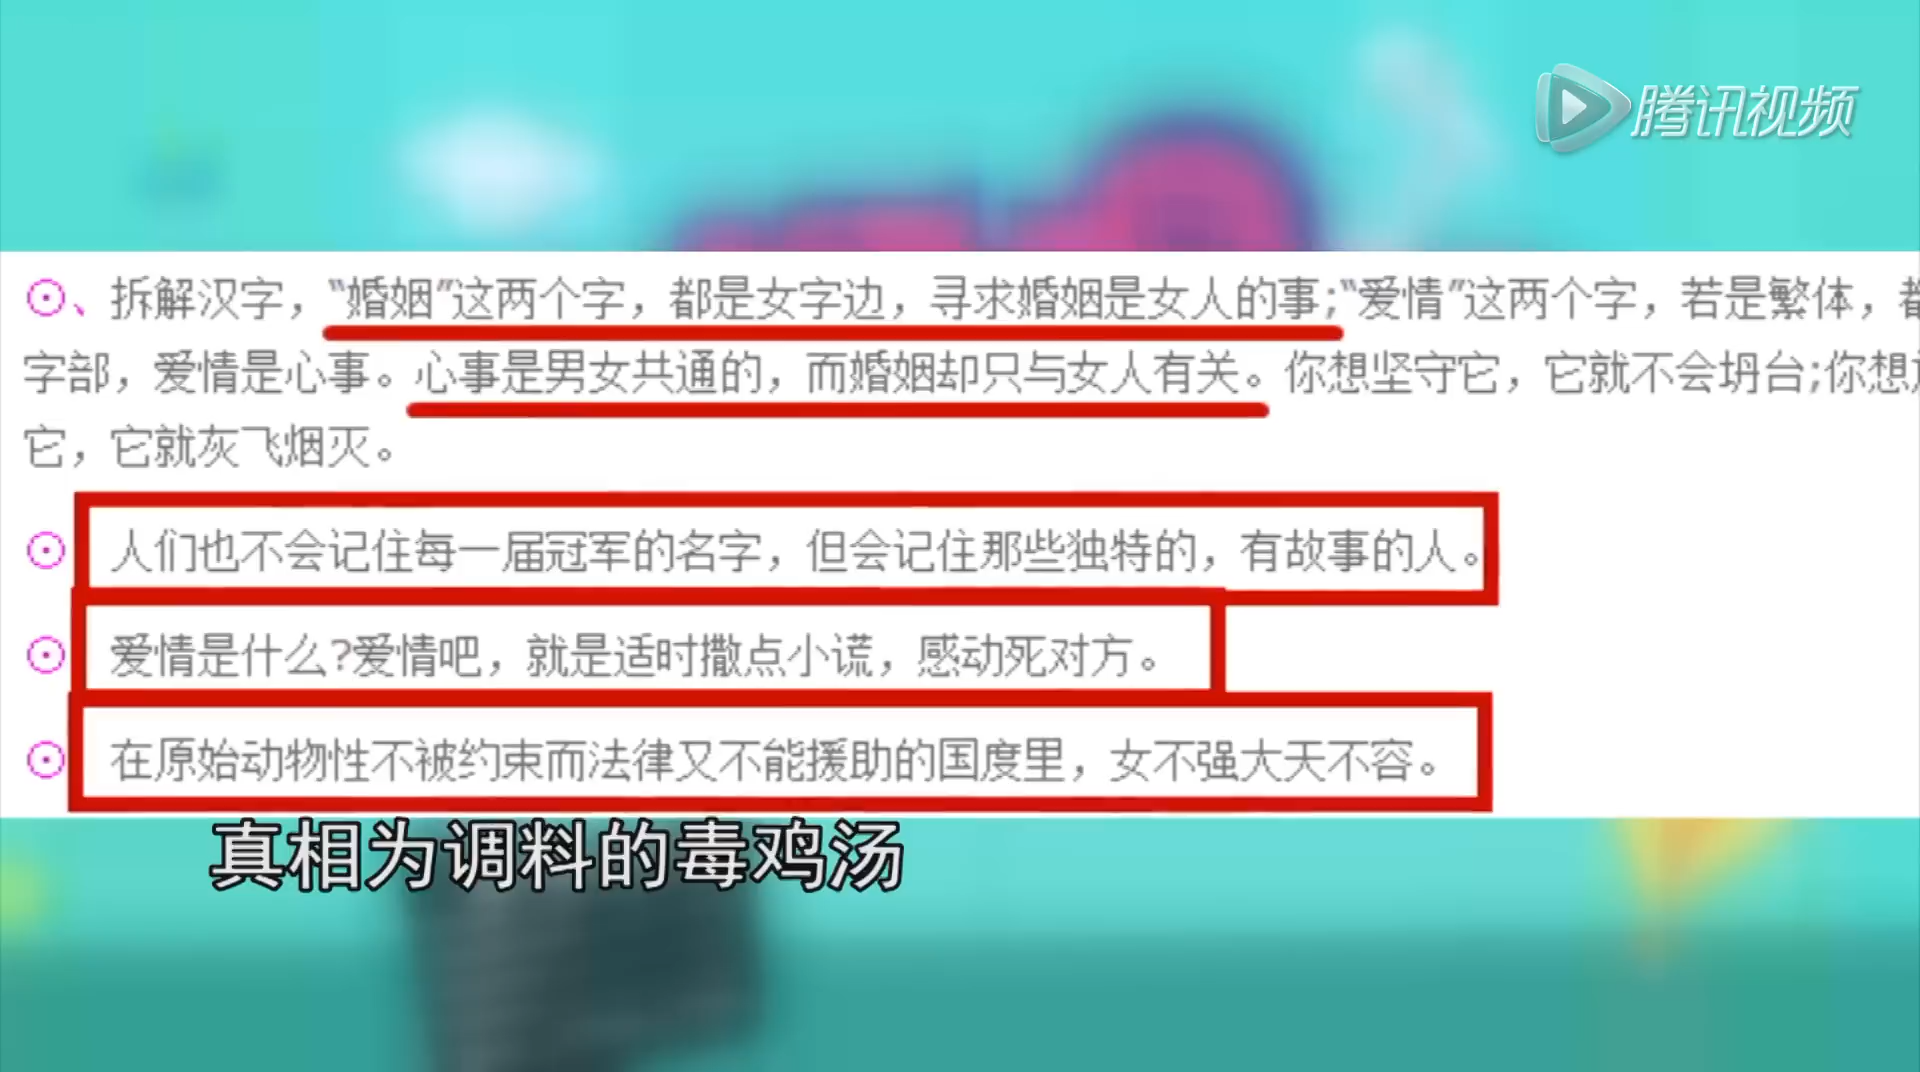 腾讯视频
⊙、拆解汉字，“婚姻”这两个字，都是女字边，寻求婚姻是女人的事;“爱情”这两个字，若是繁体，都
字部，爱情是心事。心事是男女共通的，而婚姻却只与女人有关。你想坚守它，它就不会坍台;你想
它，它就灰飞烟灭。
⊙ 人们也不会记住每一届冠军的名字，但会记住那些独特的，有故事的人。
⊙ 爱情是什么?爱情吧，就是适时撒点小谎，感动死对方。
⊙ 在原始动物性不被约束而法律又不能援助的国度里，女不强大天不容。
真相为调料的毒鸡汤